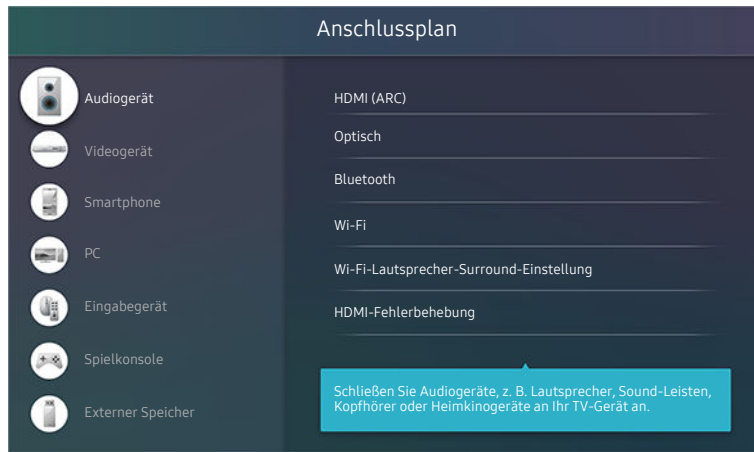 Anschlussplan
Audiogerät
Videogerät
Smartphone
PC
Eingabegerät
Spielkonsole
Externer Speicher
HDMI (ARC)
Optisch
Bluetooth
Wi-Fi
Wi-Fi-Lautsprecher-Surround-Einstellung
HDMI-Fehlerbehebung
Schließen Sie Audiogeräte, z. B. Lautsprecher, Sound-Leisten,
Kopfhörer oder Heimkinogeräte an Ihr TV-Gerät an.